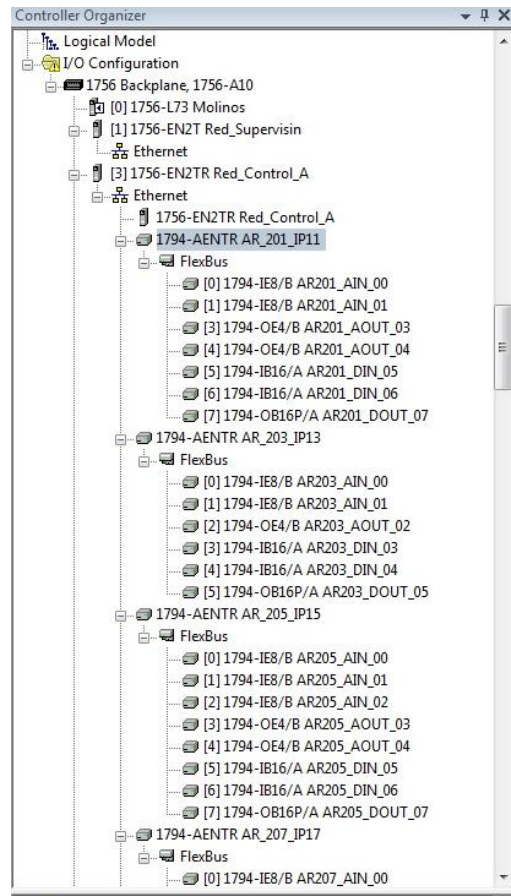 Controller Organizer
Logical Model
I/O Configuration
1756 Backplane, 1756-A10
[0] 1756-L73 Molinos
[1] 1756-EN2T Red_Supervisin
Ethernet
[3] 1756-EN2TR Red_Control_A
Ethernet
1756-EN2TR Red_Control_A
1794-AENTR AR_201_IP11
FlexBus
[0] 1794-IE8/B AR201_AIN_00
[1] 1794-IE8/B AR201_AIN_01
[3] 1794-OE4/B AR201_AOUT_03
[4] 1794-OE4/B AR201_AOUT_04
[5] 1794-IB16/A AR201_DIN_05
[6] 1794-IB16/A AR201_DIN_06
[7] 1794-OB16P/A AR201_DOUT_07
1794-AENTR AR_203_IP13
FlexBus
[0] 1794-IE8/B AR203_AIN_00
[1] 1794-IE8/B AR203_AIN_01
[2] 1794-OE4/B AR203_AOUT_02
[3] 1794-IB16/A AR203_DIN_03
[4] 1794-IB16/A AR203_DIN_04
[5] 1794-OB16P/A AR203_DOUT_05
1794-AENTR AR_205_IP15
FlexBus
[0] 1794-IE8/B AR205_AIN_00
[1] 1794-IE8/B AR205_AIN_01
[2] 1794-IE8/B AR205_AIN_02
[3] 1794-OE4/B AR205_AOUT_03
[4] 1794-OE4/B AR205_AOUT_04
[5] 1794-IB16/A AR205_DIN_05
[6] 1794-IB16/A AR205_DIN_06
[7] 1794-OB16P/A AR205_DOUT_07
1794-AENTR AR_207_IP17
FlexBus
[0] 1794-IE8/B AR207_AIN_00